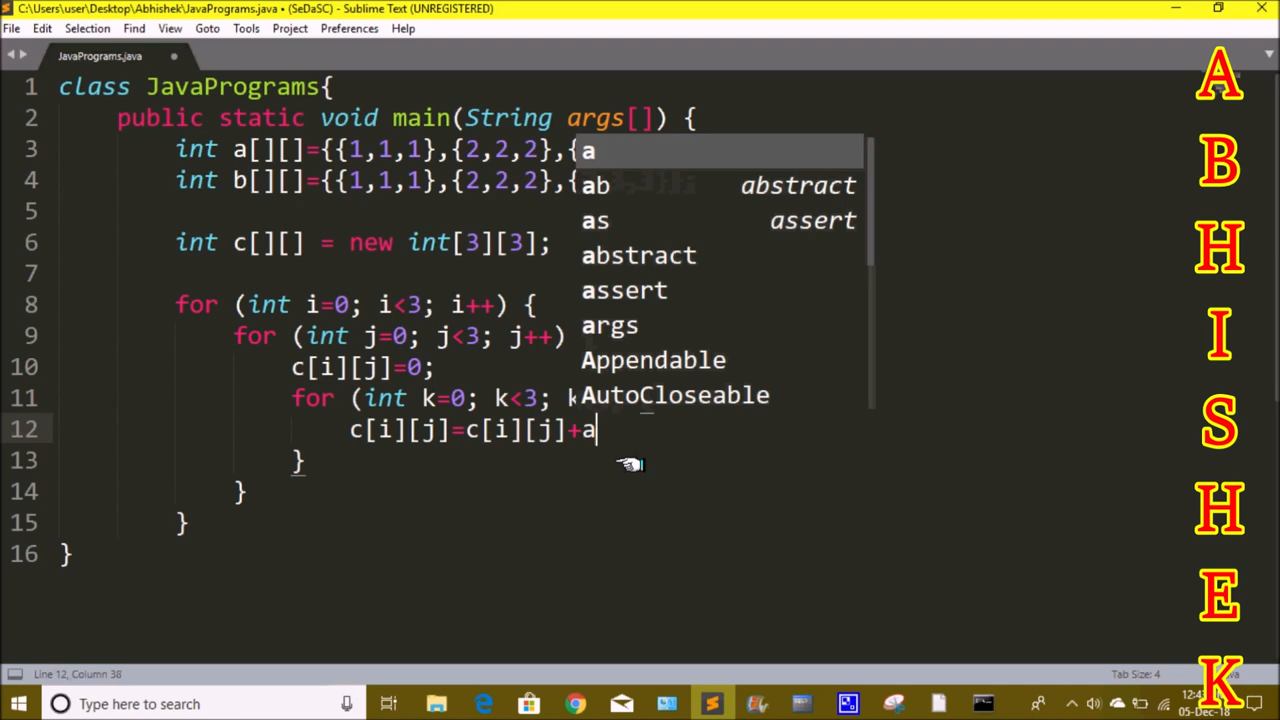 C:\Users\user\Desktop\Abhishek\JavaPrograms.java • (SeDaSC) - Sublime Text (UNREGISTERED)
File Edit Selection Find View Goto Tools Project Preferences Help
JavaPrograms.java
1 class JavaPrograms{
2 public static void main(String args[]) {
3 int a[][]={{1,1,1},{2,2,2},{
4 int b[][]={{1,1,1},{2,2,2},{
5
6 int c[][] = new int[3][3];
7
8 for (int i=0; i<3; i++) {
9 for (int j=0; j<3; j++)
10 c[i][j]=0;
11 for (int k=0; k<3; k
12 c[i][j]=c[i][j]+a
13 }
14 }
15 }
16 }
a
ab abstract
as assert
abstract
assert
args
Appendable
AutoCloseable
A
B
H
I
S
H
E
K
Line 12, Column 38
Tab Size: 4
Type here to search
05-Dec-18